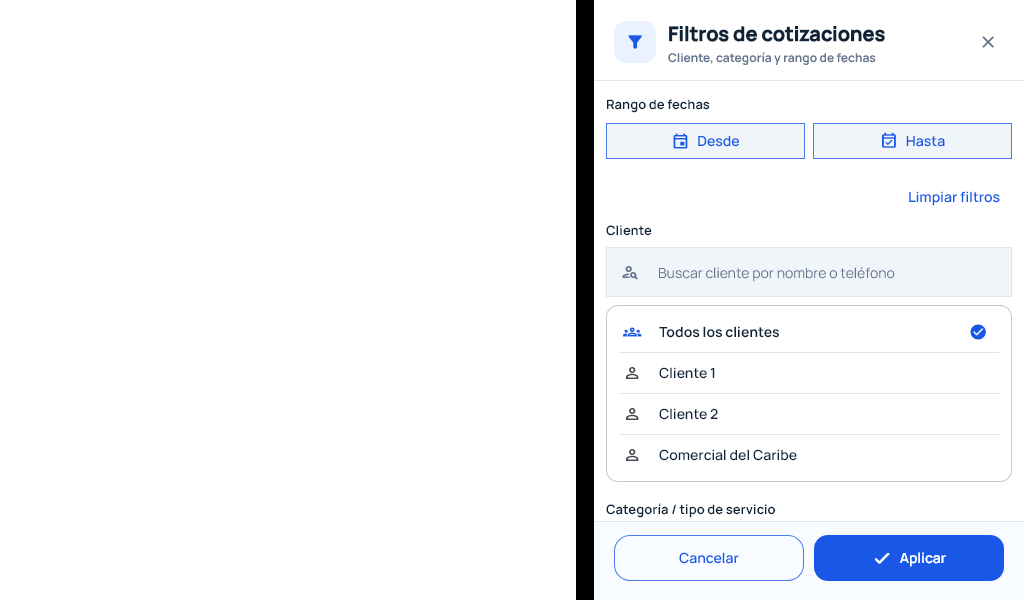 Filtros de cotizaciones
Cliente, categoría y rango de fechas
Rango de fechas
Desde
Hasta
Limpiar filtros
Cliente
Buscar cliente por nombre o teléfono
Todos los clientes
Cliente 1
Cliente 2
Comercial del Caribe
Categoría / tipo de servicio
Cancelar
Aplicar